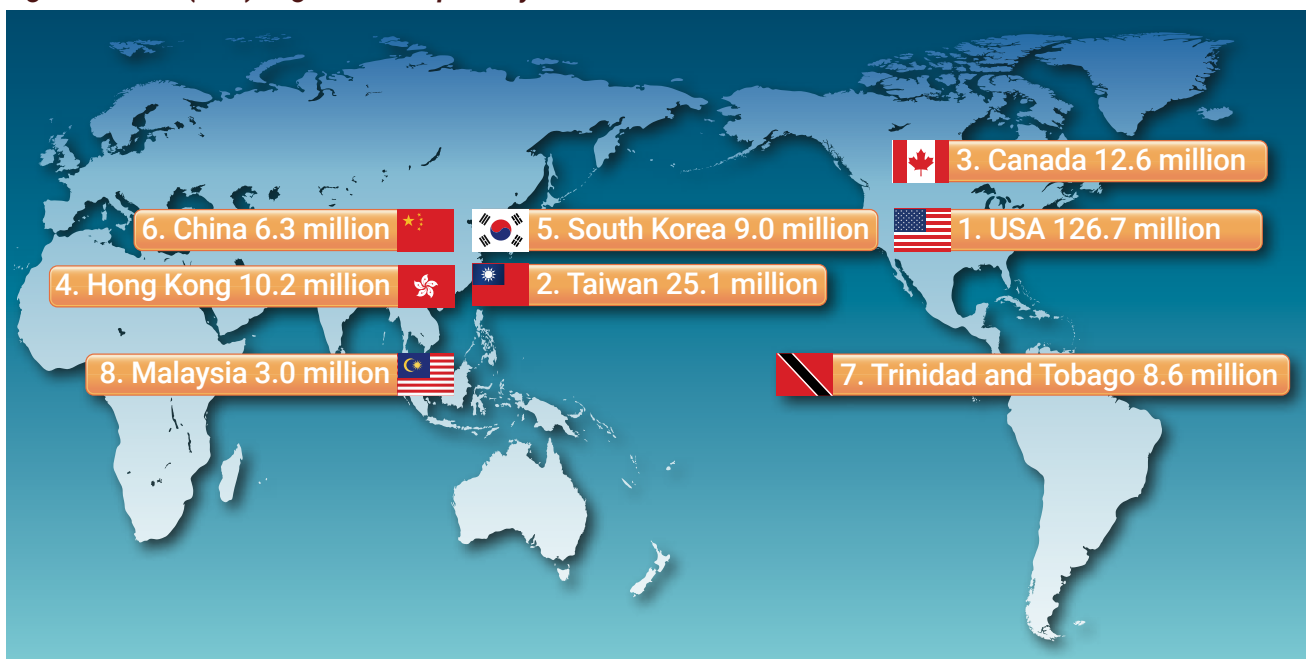 3. Canada 12.6 million
6. China 6.3 million
5. South Korea 9.0 million
1. USA 126.7 million
4. Hong Kong 10.2 million
2. Taiwan 25.1 million
8. Malaysia 3.0 million
7. Trinidad and Tobago 8.6 million